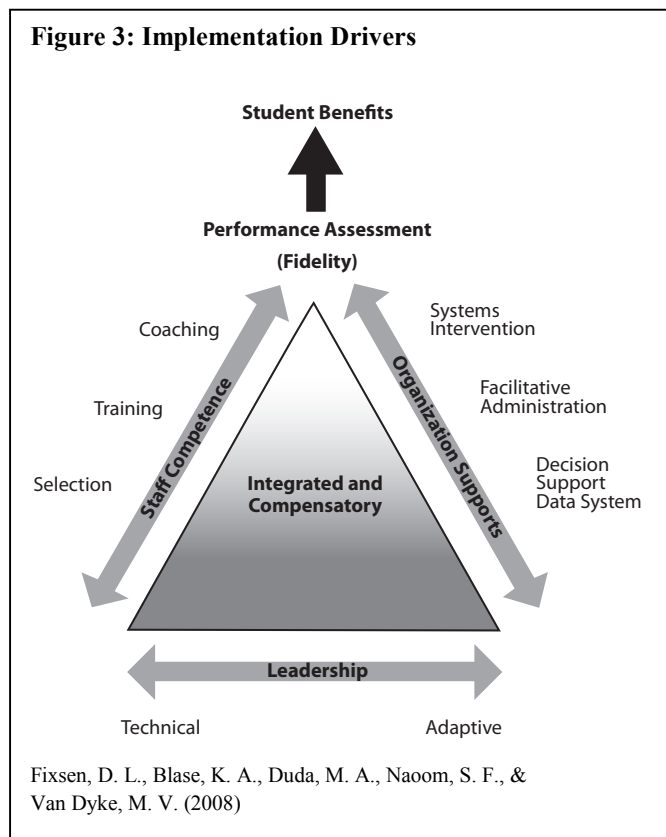 Figure 3: Implementation Drivers
Student Benefits
Performance Assessment
(Fidelity)
Coaching
Training
Selection
Staff Competence
Systems
Intervention
Facilitative
Administration
Decision
Support
Data System
Organization Supports
Integrated and
Compensatory
Leadership
Technical
Adaptive
Fixsen, D. L., Blase, K. A., Duda, M. A., Naoom, S. F., &
Van Dyke, M. V. (2008)